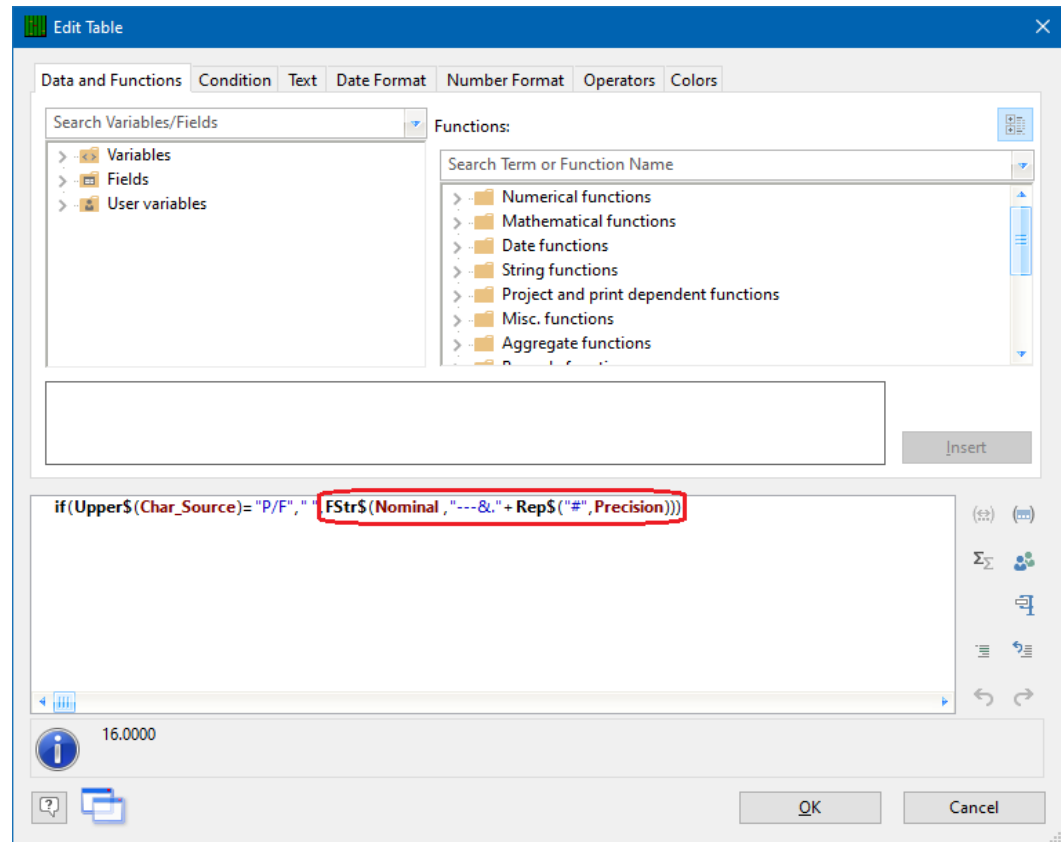 Edit Table
Data and Functions Condition Text Date Format Number Format Operators Colors
Search Variables/Fields
Variables
Fields
User variables
Functions:
Search Term or Function Name
Numerical functions
Mathematical functions
Date functions
String functions
Project and print dependent functions
Misc. functions
Aggregate functions
Insert
if(Upper$(Char_Source)="P/F"," ",FStr$(Nominal,"---&."+Rep$("#",Precision)))
16.0000
OK Cancel